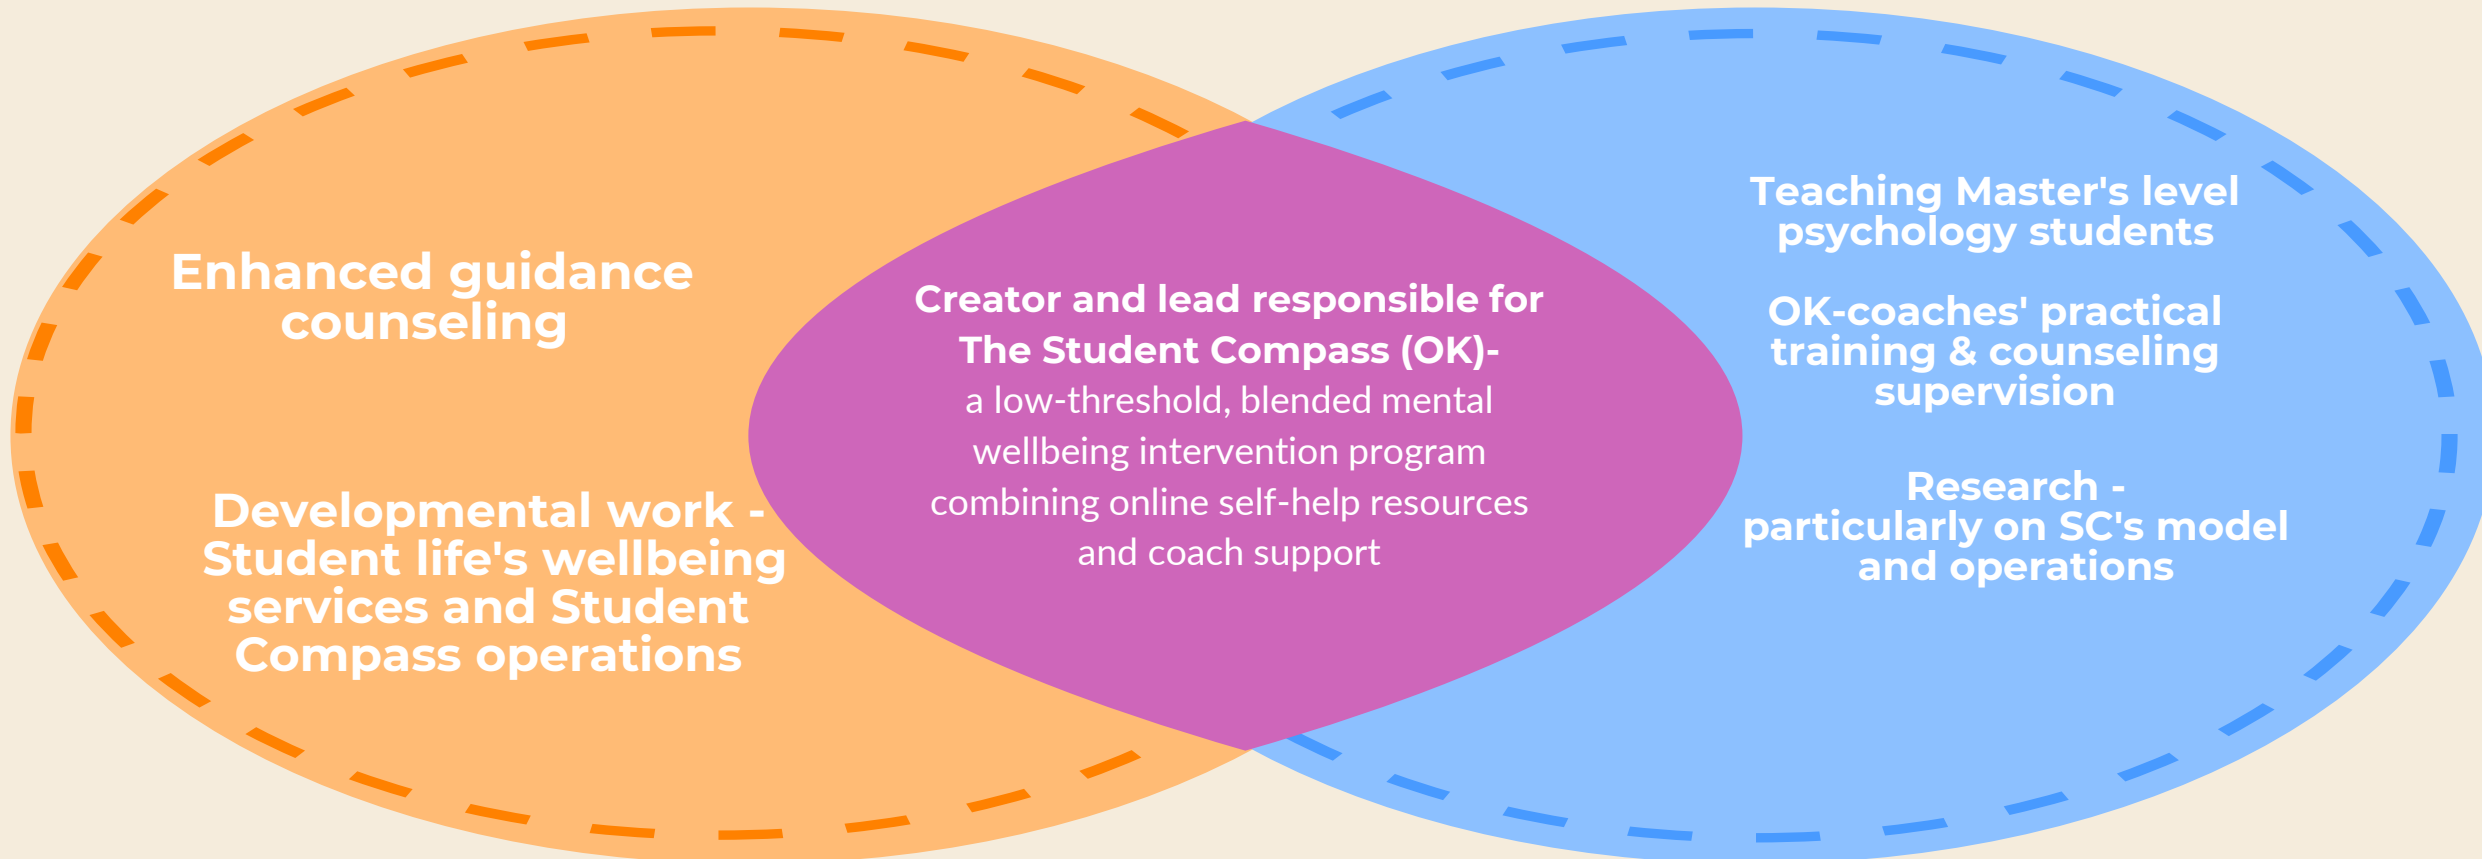 Enhanced guidance
counseling
Developmental work -
Student life's wellbeing
services and Student
Compass operations
Creator and lead responsible for
The Student Compass (OK)-
a low-threshold, blended mental
wellbeing intervention program
combining online self-help resources
and coach support
Teaching Master's level
psychology students
OK-coaches' practical
training & counseling
supervision
Research -
particularly on SC's model
and operations